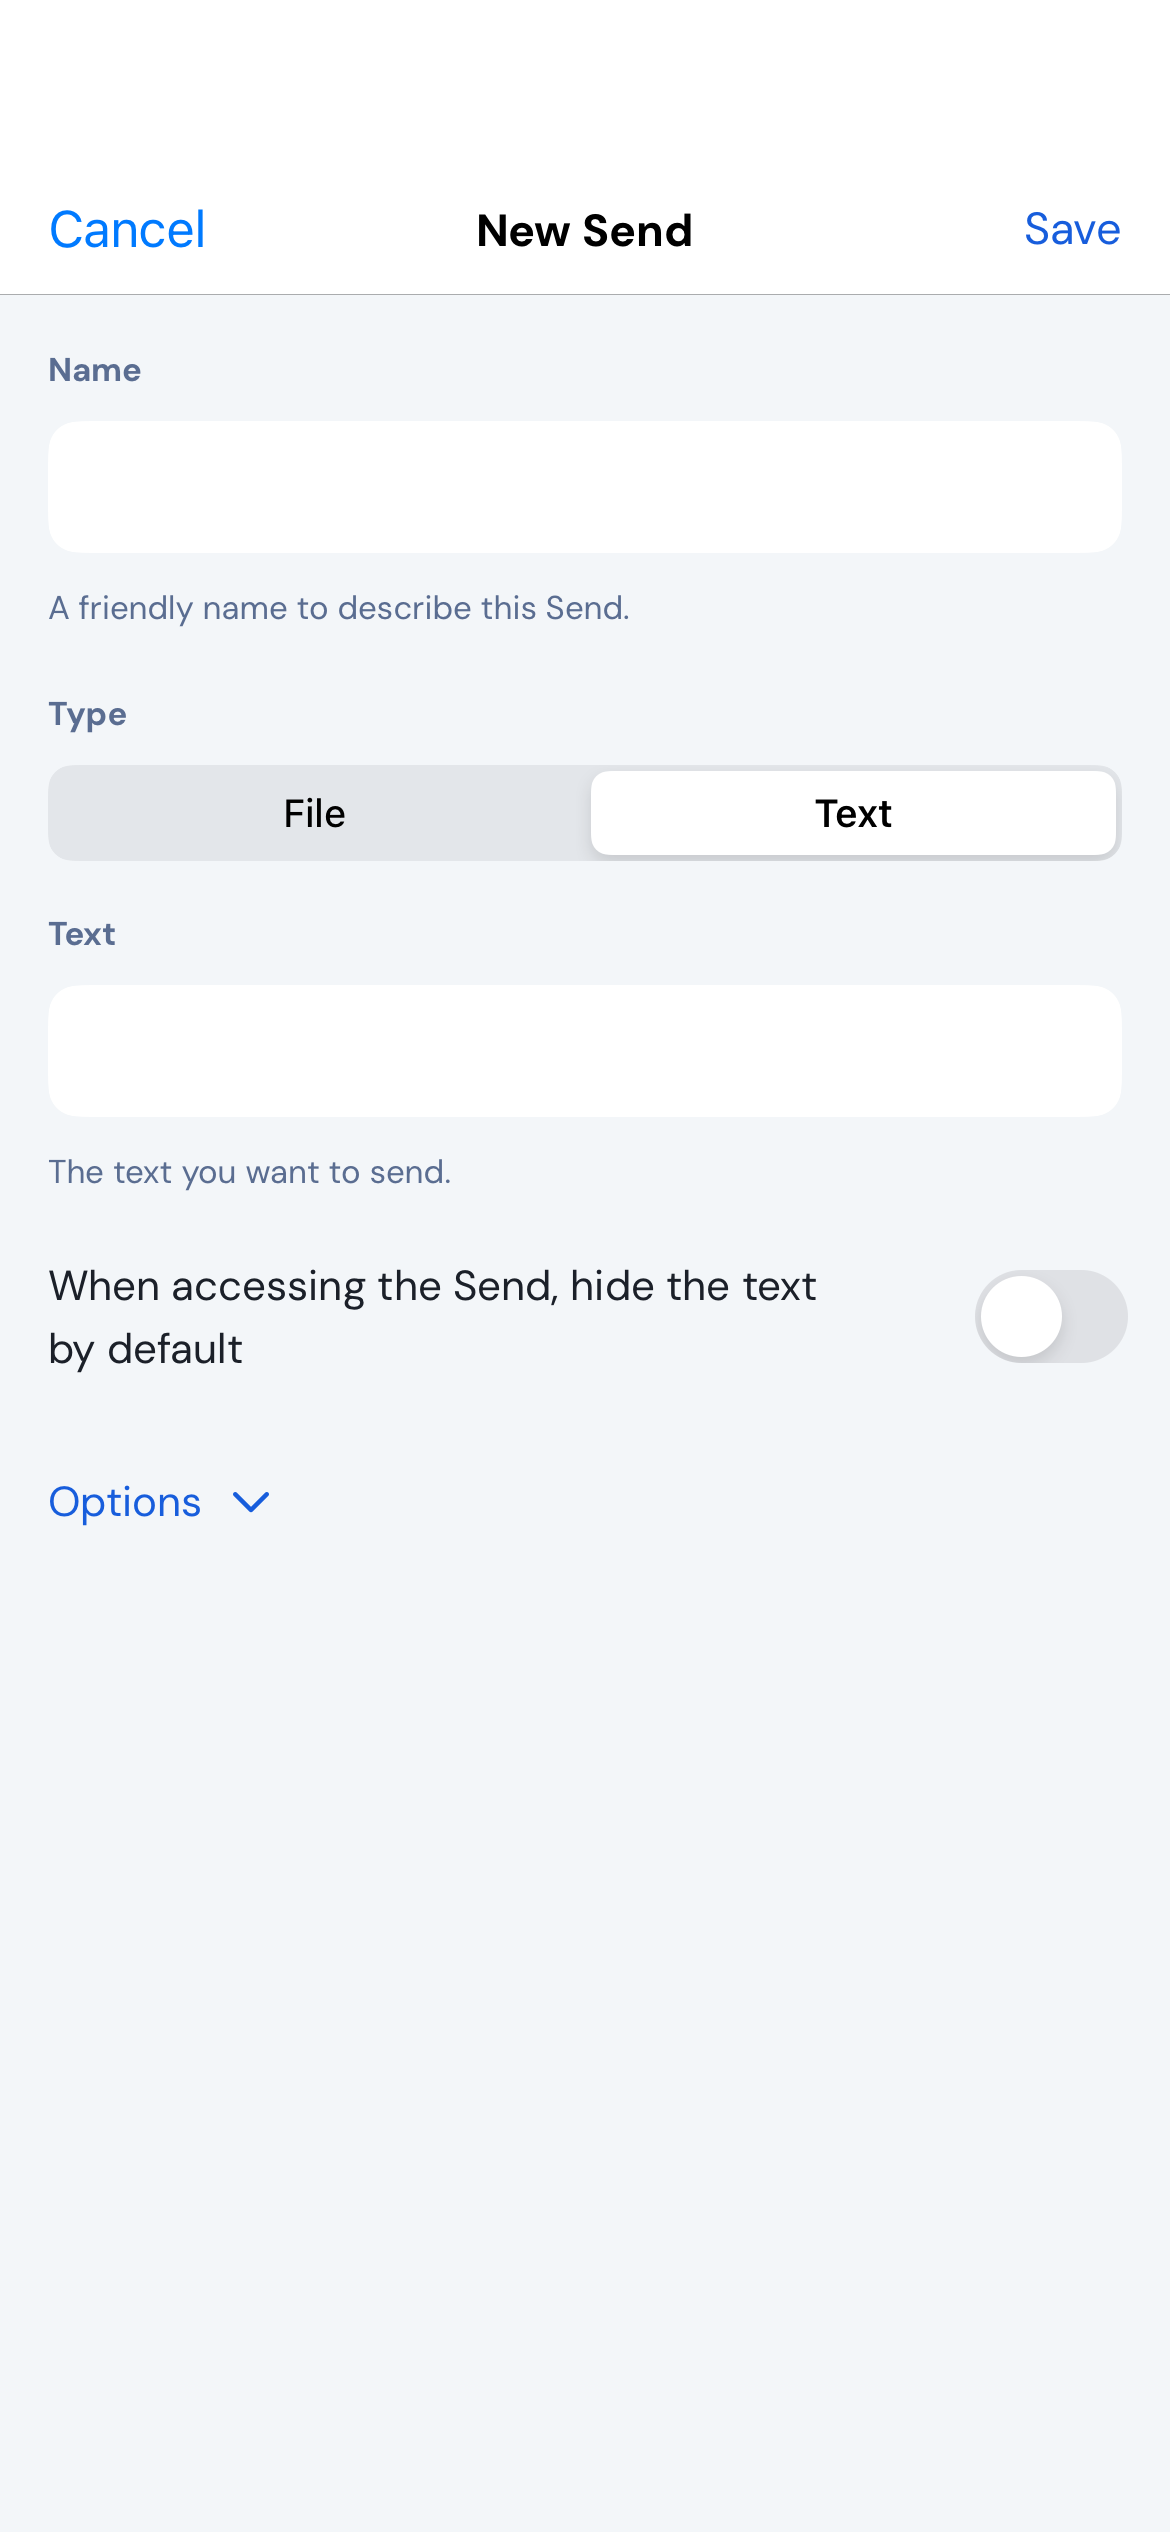 Cancel New Send Save
Name
A friendly name to describe this Send.
Type
File Text
Text
The text you want to send.
When accessing the Send, hide the text
by default
Options